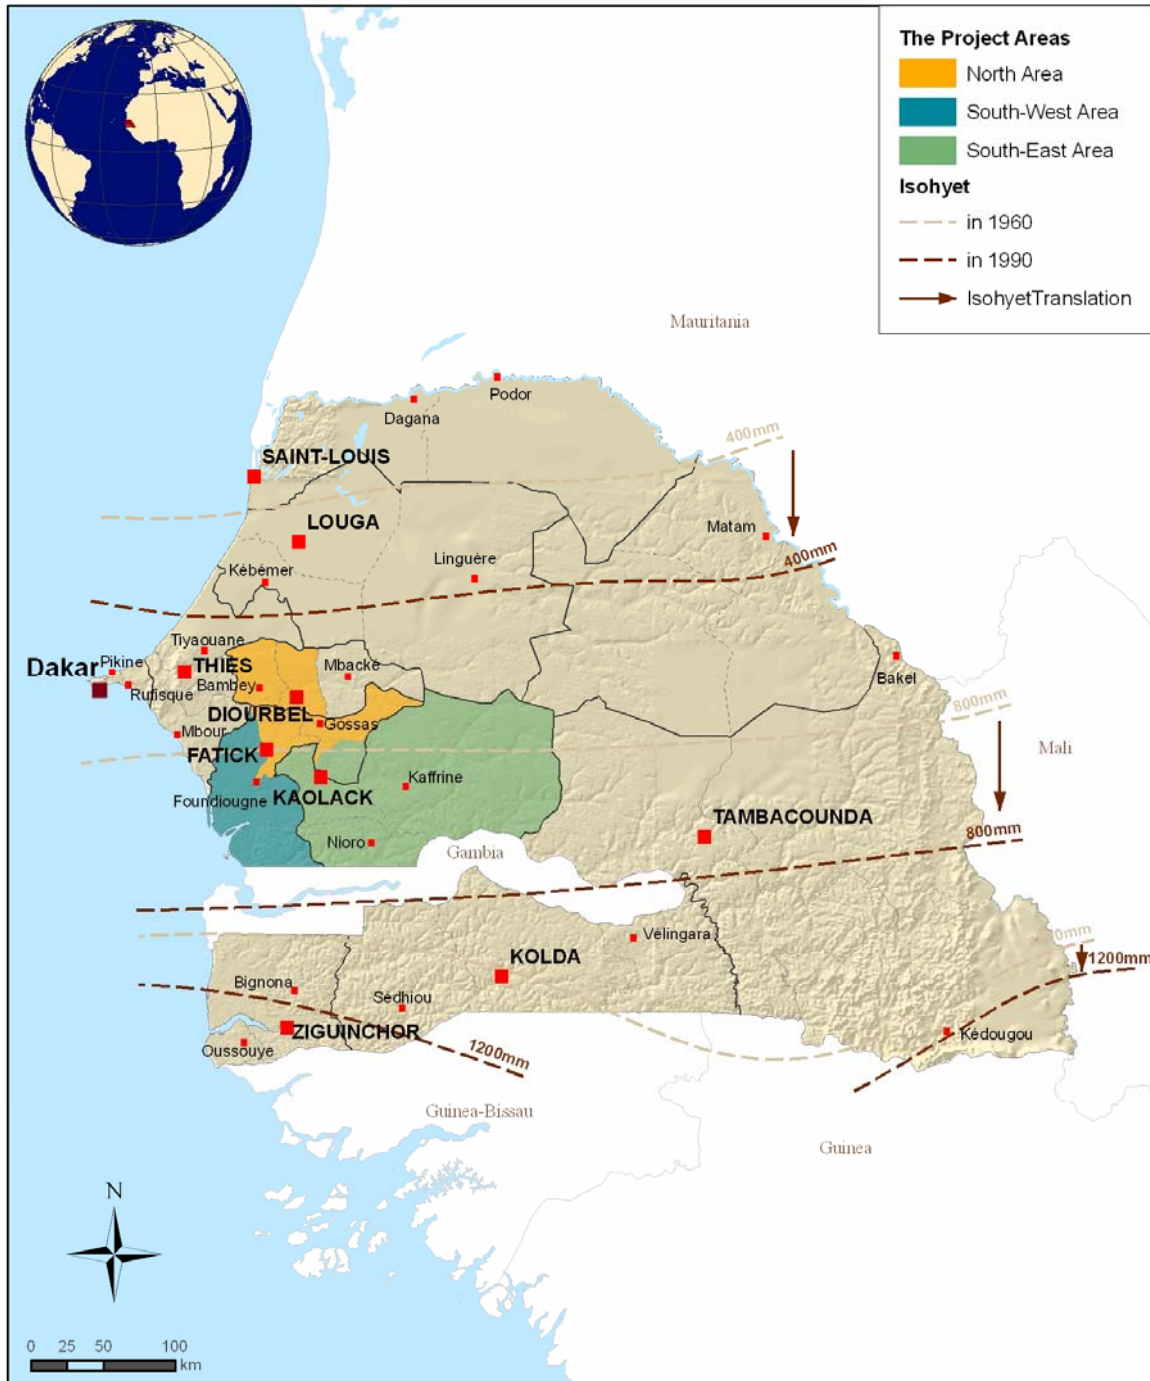 The Project Areas
North Area
South-West Area
South-East Area
Isohyet
in 1960
in 1990
IsohyetTranslation
Mauritania
Podor
Dagana
400mm
SAINT-LOUIS
LOUGA
Matam
Linguère
400mm
Kébémer
Tiyaouane
Pikine
Dakar
THIÈS
Mbacké
Bakel
Bambey
Rufisque
DIOURBEL
800mm
Gossas
Mbour
Mali
FATICK
Kaffrine
Foundiougne
KAOLACK
TAMBACOUNDA
800mm
Nioro
Gambia
Vélingara
KOLDA
1200mm
Bignona
Sédhiou
ZIGUINCHOR
Kédougou
Oussouye
1200mm
Guinea-Bissau
Guinea
N
0 25 50 100
km